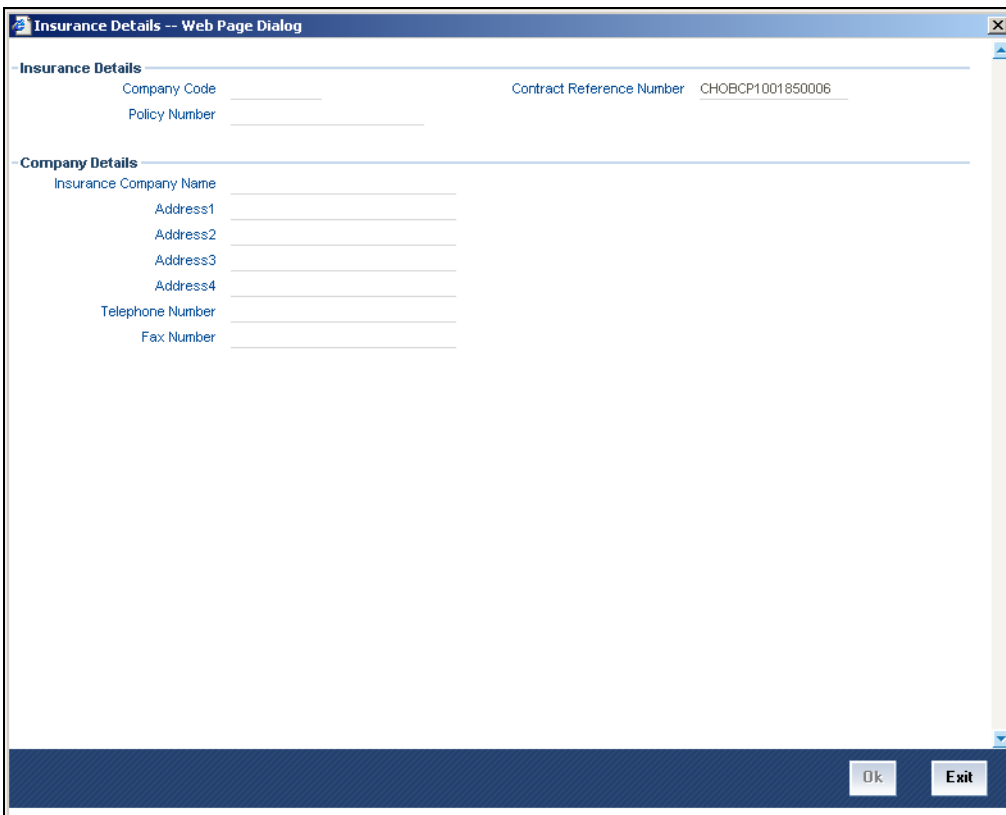 Insurance Details -- Web Page Dialog
Insurance Details
Company Code
Contract Reference Number CHOBCP1001850006
Policy Number
Company Details
Insurance Company Name
Address1
Address2
Address3
Address4
Telephone Number
Fax Number
Ok
Exit